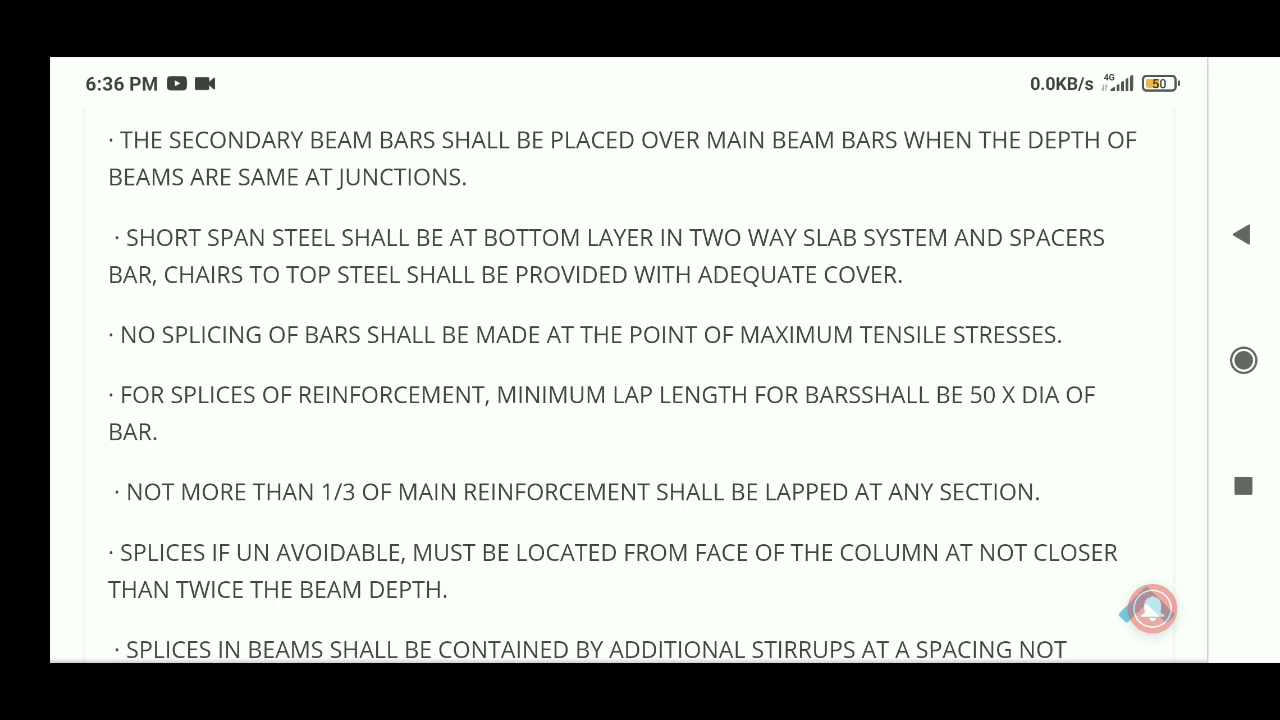 6:36 PM
0.0KB/s 4G 50
· THE SECONDARY BEAM BARS SHALL BE PLACED OVER MAIN BEAM BARS WHEN THE DEPTH OF
BEAMS ARE SAME AT JUNCTIONS.
· SHORT SPAN STEEL SHALL BE AT BOTTOM LAYER IN TWO WAY SLAB SYSTEM AND SPACERS
BAR, CHAIRS TO TOP STEEL SHALL BE PROVIDED WITH ADEQUATE COVER.
· NO SPLICING OF BARS SHALL BE MADE AT THE POINT OF MAXIMUM TENSILE STRESSES.
· FOR SPLICES OF REINFORCEMENT, MINIMUM LAP LENGTH FOR BARSSHALL BE 50 X DIA OF
BAR.
· NOT MORE THAN 1/3 OF MAIN REINFORCEMENT SHALL BE LAPPED AT ANY SECTION.
· SPLICES IF UN AVOIDABLE, MUST BE LOCATED FROM FACE OF THE COLUMN AT NOT CLOSER
THAN TWICE THE BEAM DEPTH.
· SPLICES IN BEAMS SHALL BE CONTAINED BY ADDITIONAL STIRRUPS AT A SPACING NOT